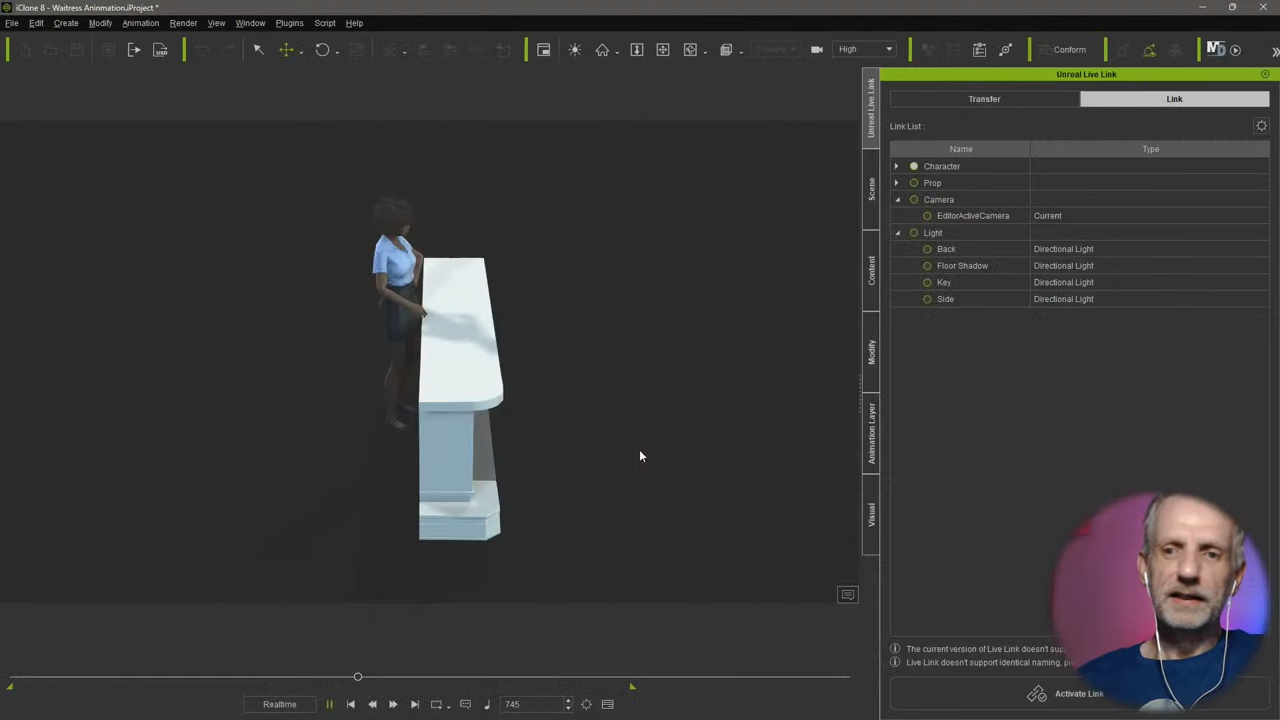 iClone 8 - Waitress Aninmation.iProject *
File Edit Create Modify Animation Render View Window Plugins Script Help
High
Conform
Unreal Live Link
Transfer Link
Link List :
Name Type
Character
Prop
Camera
EditorActiveCamera Current
Light
Back Directional Light
Floor Shadow Directional Light
Key Directional Light
Side Directional Light
Unreal Live Link
Scene
Content
Modify
Animation Layer
Visual
The current version of Live Link doesn't
Live Link doesn't support identical naming,
Activate Link
Realtime
745